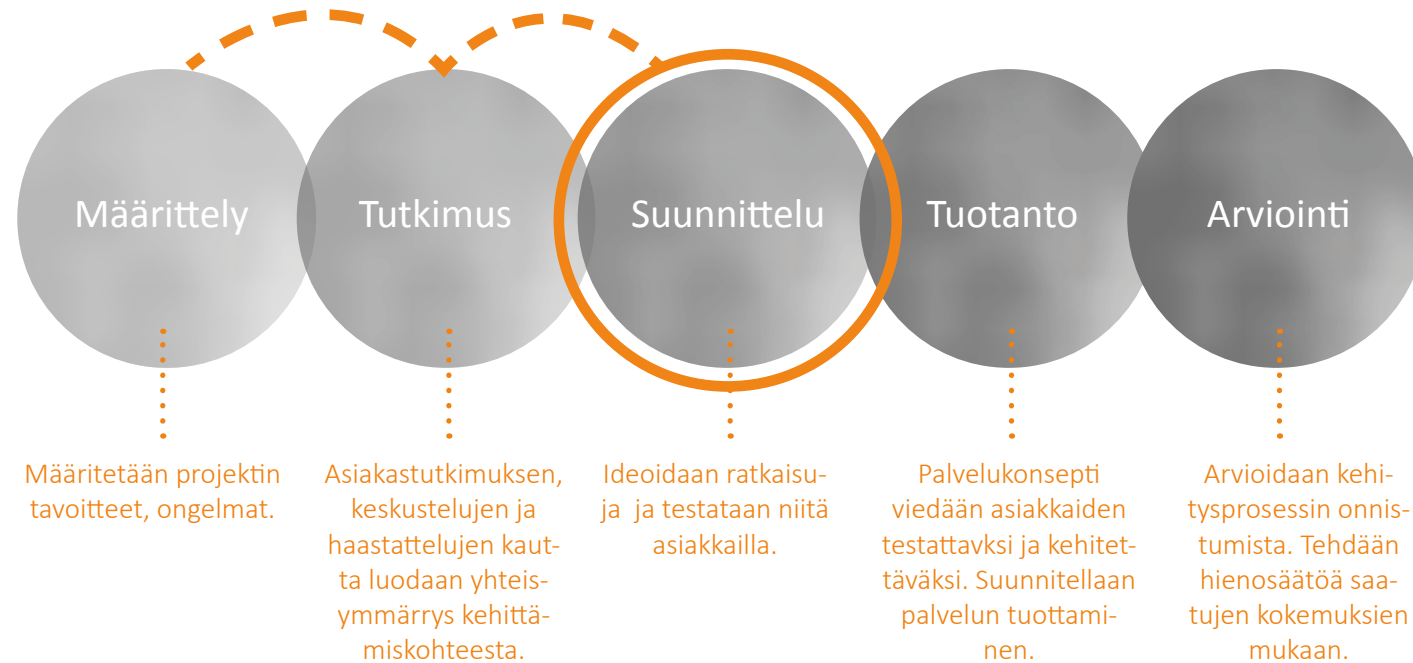 Määrittely
Tutkimus
Suunnittelu
Tuotanto
Arviointi
Määritetään projektin
tavoitteet, ongelmat.
Asiakastutkimuksen,
keskustelujen ja
haastattelujen kaut-
ta luodaan yhteis-
ymmärrys kehittä-
miskohteesta.
Ideoidaan ratkaisu-
ja ja testataan niitä
asiakkailla.
Palvelukonsepti
viedään asiakkaiden
testattavksi ja kehitet-
täväksi. Suunnitellaan
palvelun tuottami-
nen.
Arvioidaan kehi-
tysprosessin onnis-
tumista. Tehdään
hienosäätöä saa-
tujen kokemuksien
mukaan.